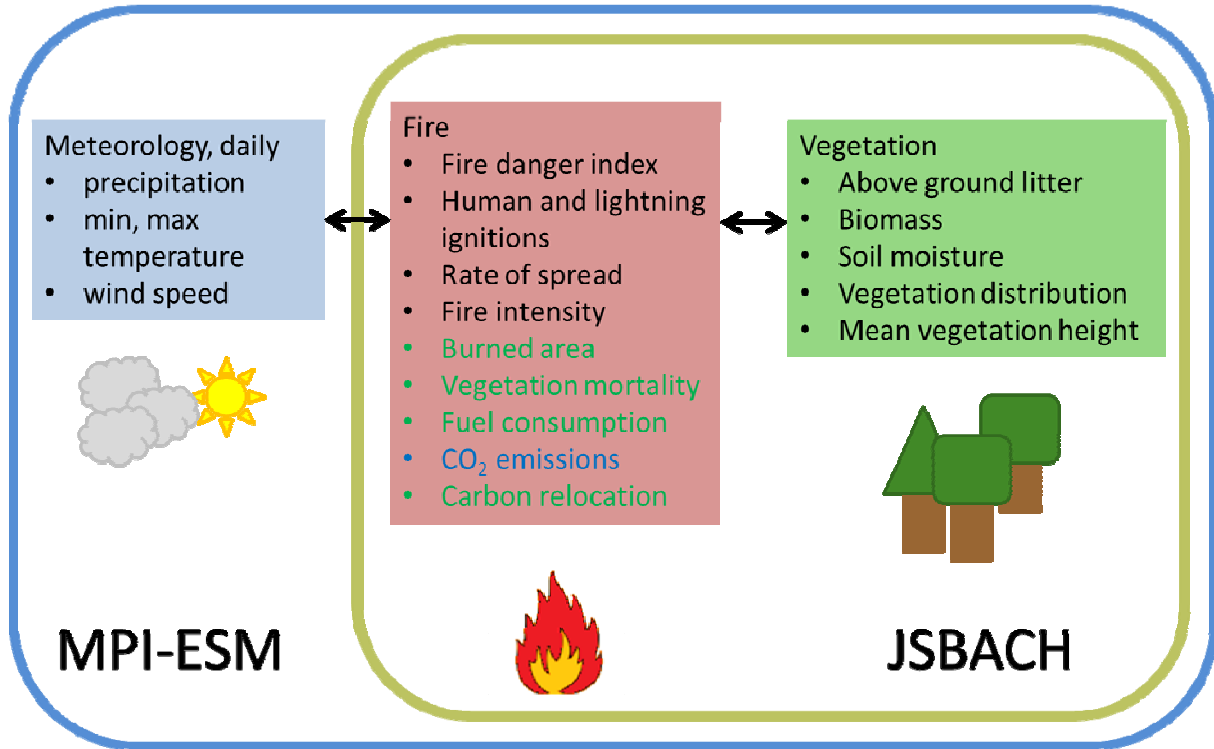 Meteorology, daily
• precipitation
• min, max
temperature
• wind speed
Fire
• Fire danger index
• Human and lightning
ignitions
• Rate of spread
• Fire intensity
• Burned area
• Vegetation mortality
• Fuel consumption
• CO₂ emissions
• Carbon relocation
Vegetation
• Above ground litter
• Biomass
• Soil moisture
• Vegetation distribution
• Mean vegetation height
MPI-ESM
JSBACH